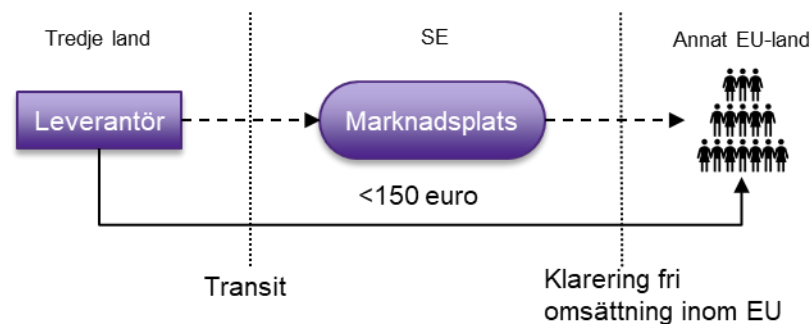 Tredje land
SE
Annat EU-land
Leverantör
Marknadsplats
<150 euro
Transit
Klarering fri
omsättning inom EU